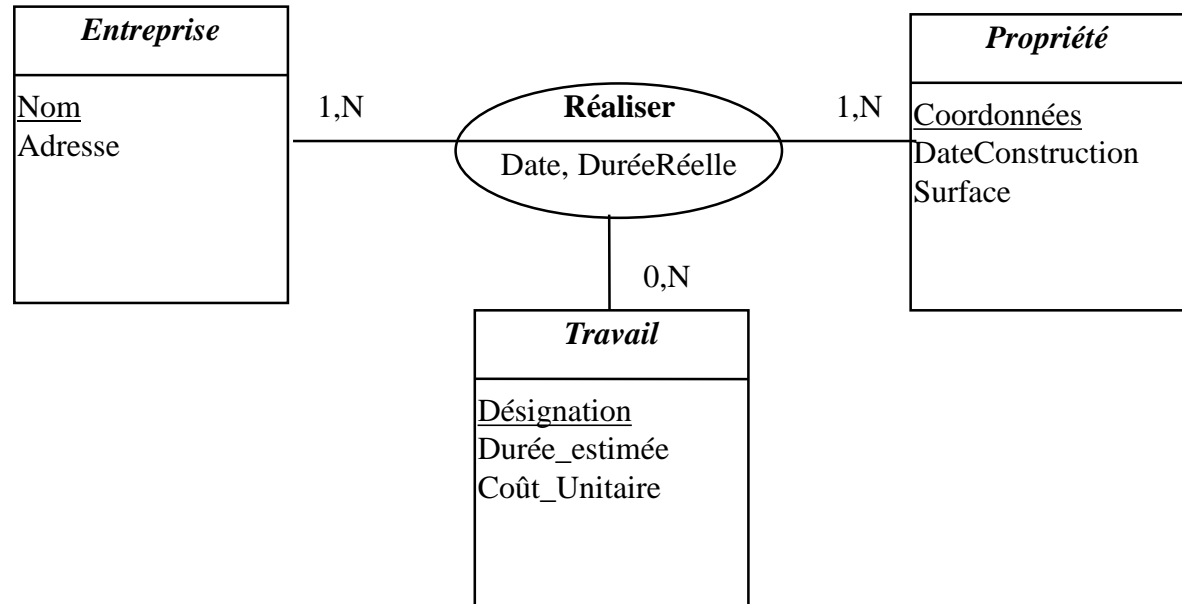 Entreprise
Nom
Adresse
1,N
Réaliser
Date, DuréeRéelle
1,N
Propriété
Coordonnées
DateConstruction
Surface
0,N
Travail
Désignation
Durée_estimée
Coût_Unitaire